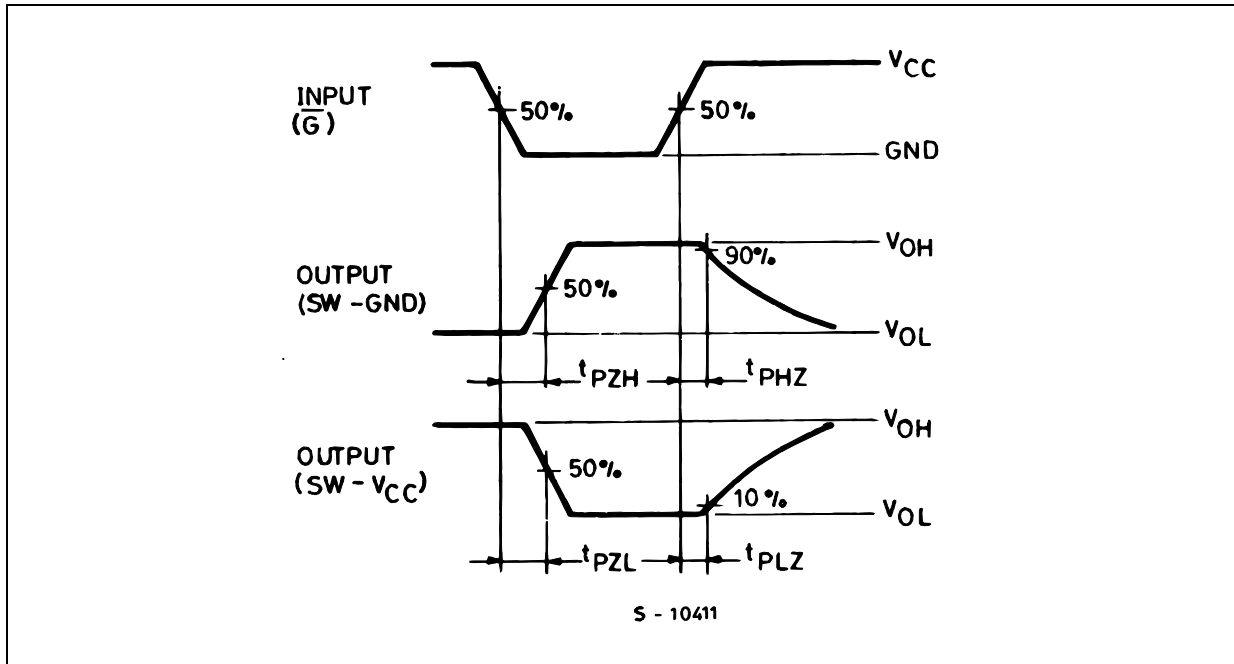 INPUT
(G̅)
50%
50%
VCC
GND
OUTPUT
(SW -GND)
50%
90%
VOH
VOL
tPZH
tPHZ
OUTPUT
(SW - VCC)
50%
10%
VOH
VOL
tPZL
tPLZ
S - 10411